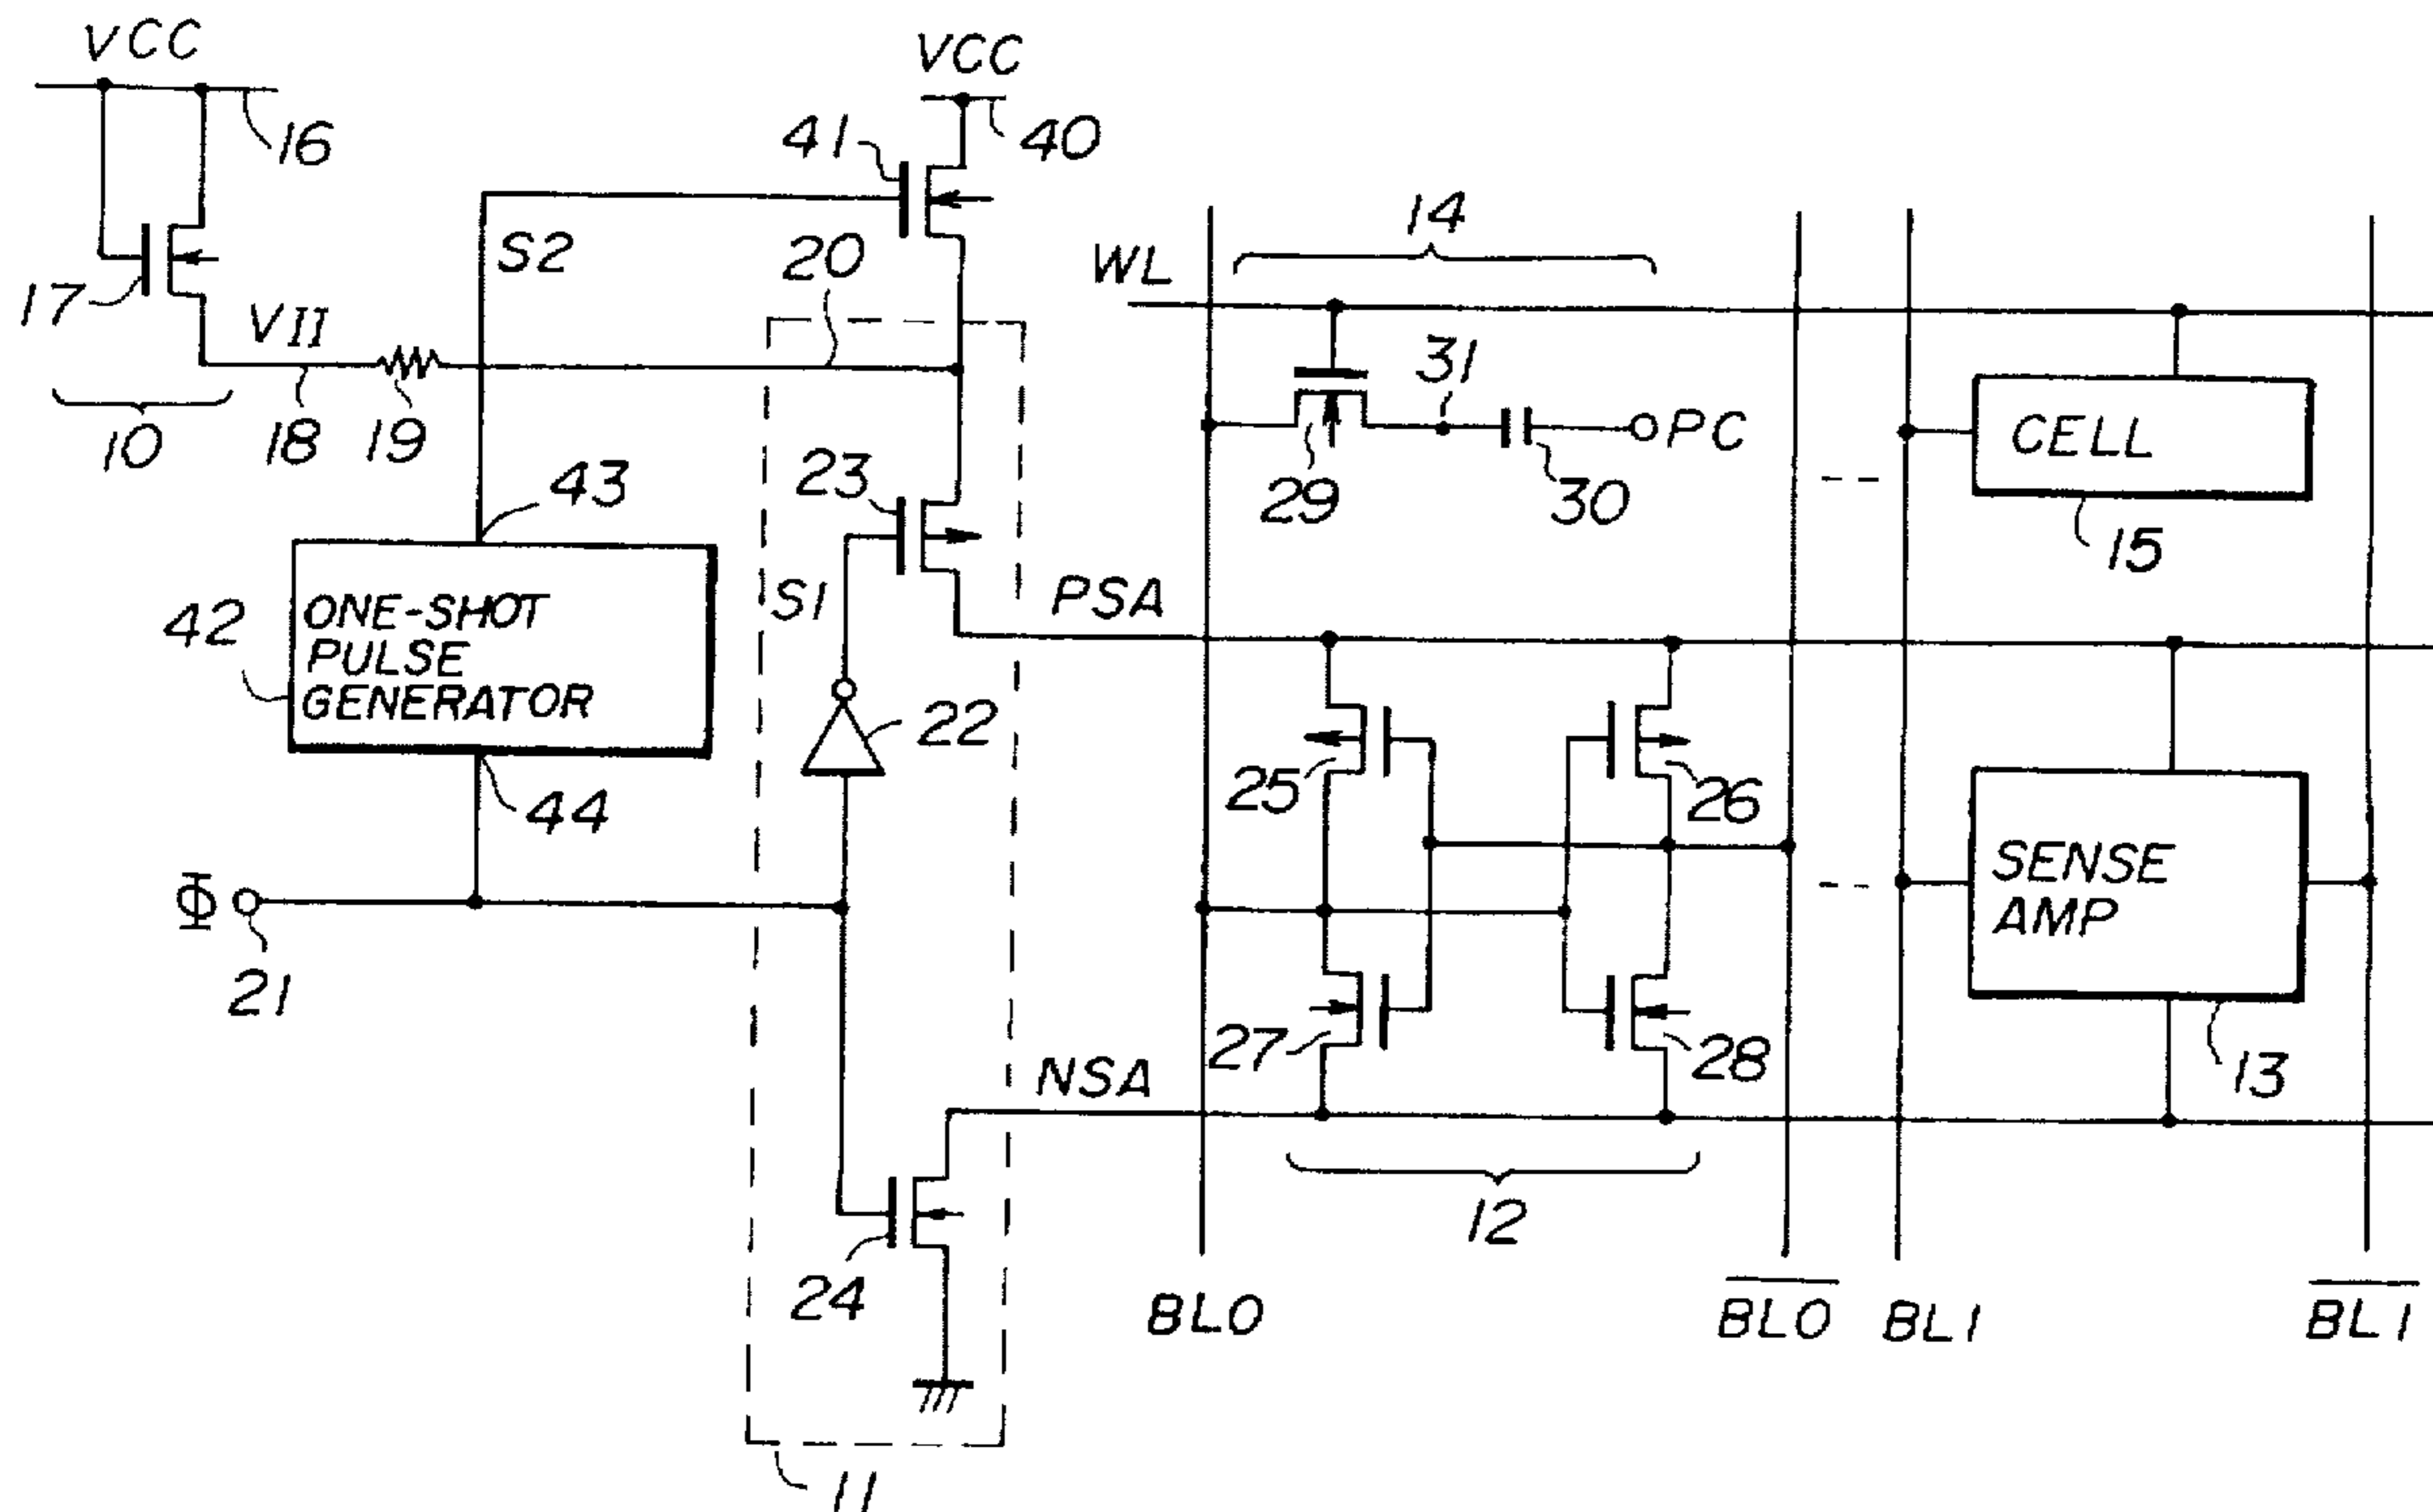 VCC
VCC
16
41
40
17
S2
20
14
WL
VII
31
PC
CELL
10
18
19
29
30
15
43
23
42
ONE-SHOT
PULSE
GENERATOR
S1
PSA
22
25
26
44
SENSE
AMP
Φ
21
27
28
13
NSA
24
12
BL0
B̅L̅0̅
BL1
B̅L̅1̅
11